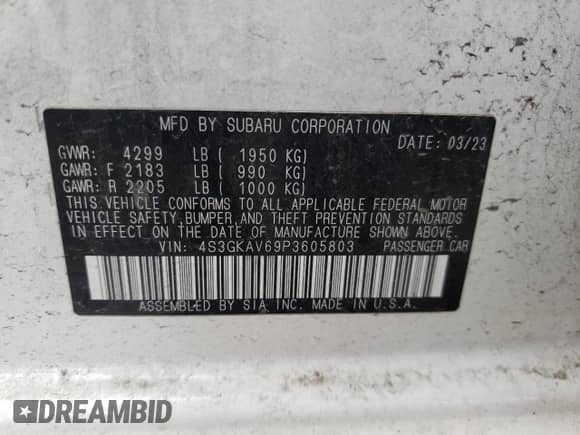 MFD BY SUBARU CORPORATION
DATE: 03/23
GVWR: 4299 LB ( 1950 KG)
GAWR: F 2183 LB ( 990 KG)
GAWR: R 2205 LB ( 1000 KG)
THIS VEHICLE CONFORMS TO ALL APPLICABLE FEDERAL MOTOR
VEHICLE SAFETY, BUMPER, AND THEFT PREVENTION STANDARDS
IN EFFECT ON THE DATE OF MANUFACTURE SHOWN ABOVE.
VIN: 4S3GKAV69P3605803 PASSENGER CAR
ASSEMBLED BY SIA INC. MADE IN U.S.A.
DREAMBID